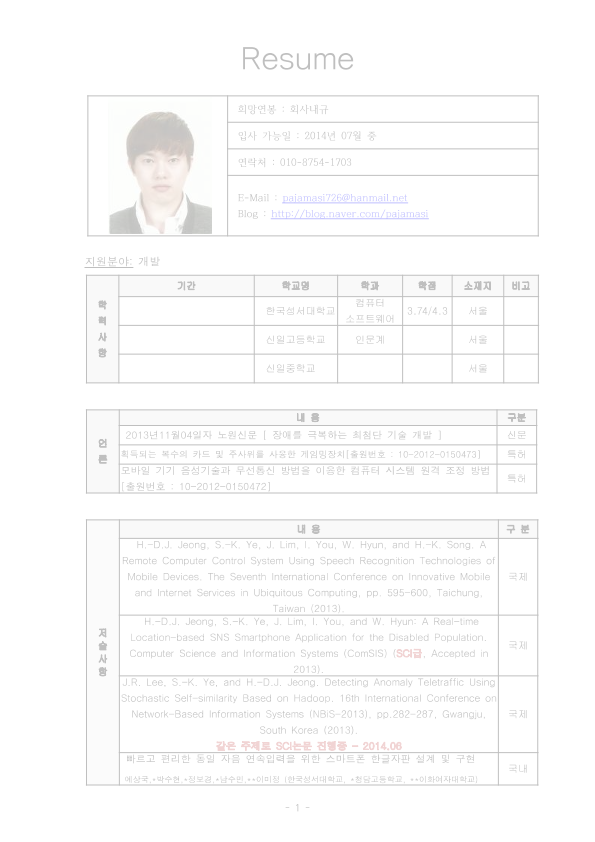 Resume
희망연봉 : 회사내규
입사 가능일 : 2014년 07월 중
연락처 : 010-8754-1703
E-Mail : pajamasi726@hanmail.net
Blog : http://blog.naver.com/pajamasi
지원분야: 개발
학력사항
기간 학교명 학과 학점 소재지 비고
한국성서대학교 컴퓨터 소프트웨어 3.74/4.3 서울
신일고등학교 인문계 서울
신일중학교 서울
언론
내 용 구분
2013년11월04일자 노원신문 [ 장애를 극복하는 최첨단 기술 개발 ] 신문
획득되는 복수의 카드 및 주사위를 사용한 게임밍장치[출원번호 : 10-2012-0150473] 특허
모바일 기기 음성기술과 무선통신 방법을 이용한 컴퓨터 시스템 원격 조정 방법
[출원번호 : 10-2012-0150472] 특허
저술사항
내 용 구 분
H.-D.J. Jeong, S.-K. Ye, J. Lim, I. You, W. Hyun, and H.-K. Song. A
Remote Computer Control System Using Speech Recognition Technologies of
Mobile Devices. The Seventh International Conference on Innovative Mobile
and Internet Services in Ubiquitous Computing, pp. 595-600, Taichung,
Taiwan (2013).
국제
H.-D.J. Jeong, S.-K. Ye, J. Lim, I. You, and W. Hyun: A Real-time
Location-based SNS Smartphone Application for the Disabled Population.
Computer Science and Information Systems (ComSIS) (SCI급, Accepted in
2013).
국제
J.R. Lee, S.-K. Ye, and H.-D.J. Jeong. Detecting Anomaly Teletraffic Using
Stochastic Self-similarity Based on Hadoop. 16th International Conference on
Network-Based Information Systems (NBiS-2013), pp.282-287, Gwangju,
South Korea (2013).
같은 주제로 SCI논문 진행중 - 2014.06
국제
빠르고 편리한 동일 자음 연속입력을 위한 스마트폰 한글자판 설계 및 구현
예상국,*박수현,*정보경,*남수민,**이미정 (한국성서대학교, *청담고등학교, **이화여자대학교)
국내
- 1 -